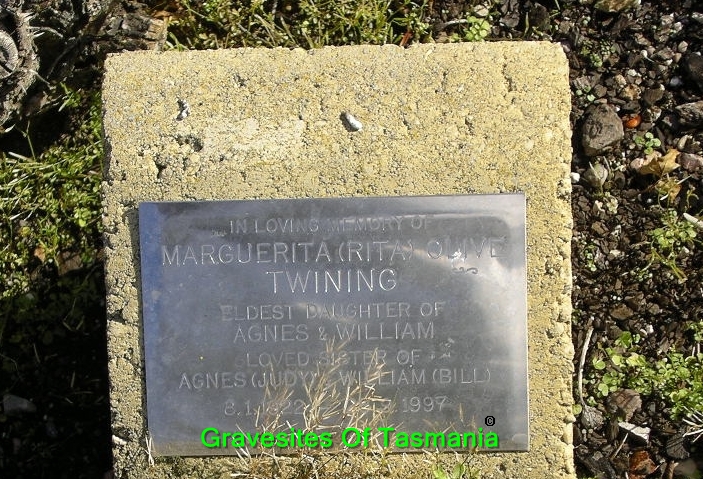 IN LOVING MEMORY OF
MARGUERITA (RITA) OLIVE
TWINING
ELDEST DAUGHTER OF
AGNES & WILLIAM
LOVED SISTER OF
AGNES (JUDY) WILLIAM (BILL)
1997
Gravesites Of Tasmania ©